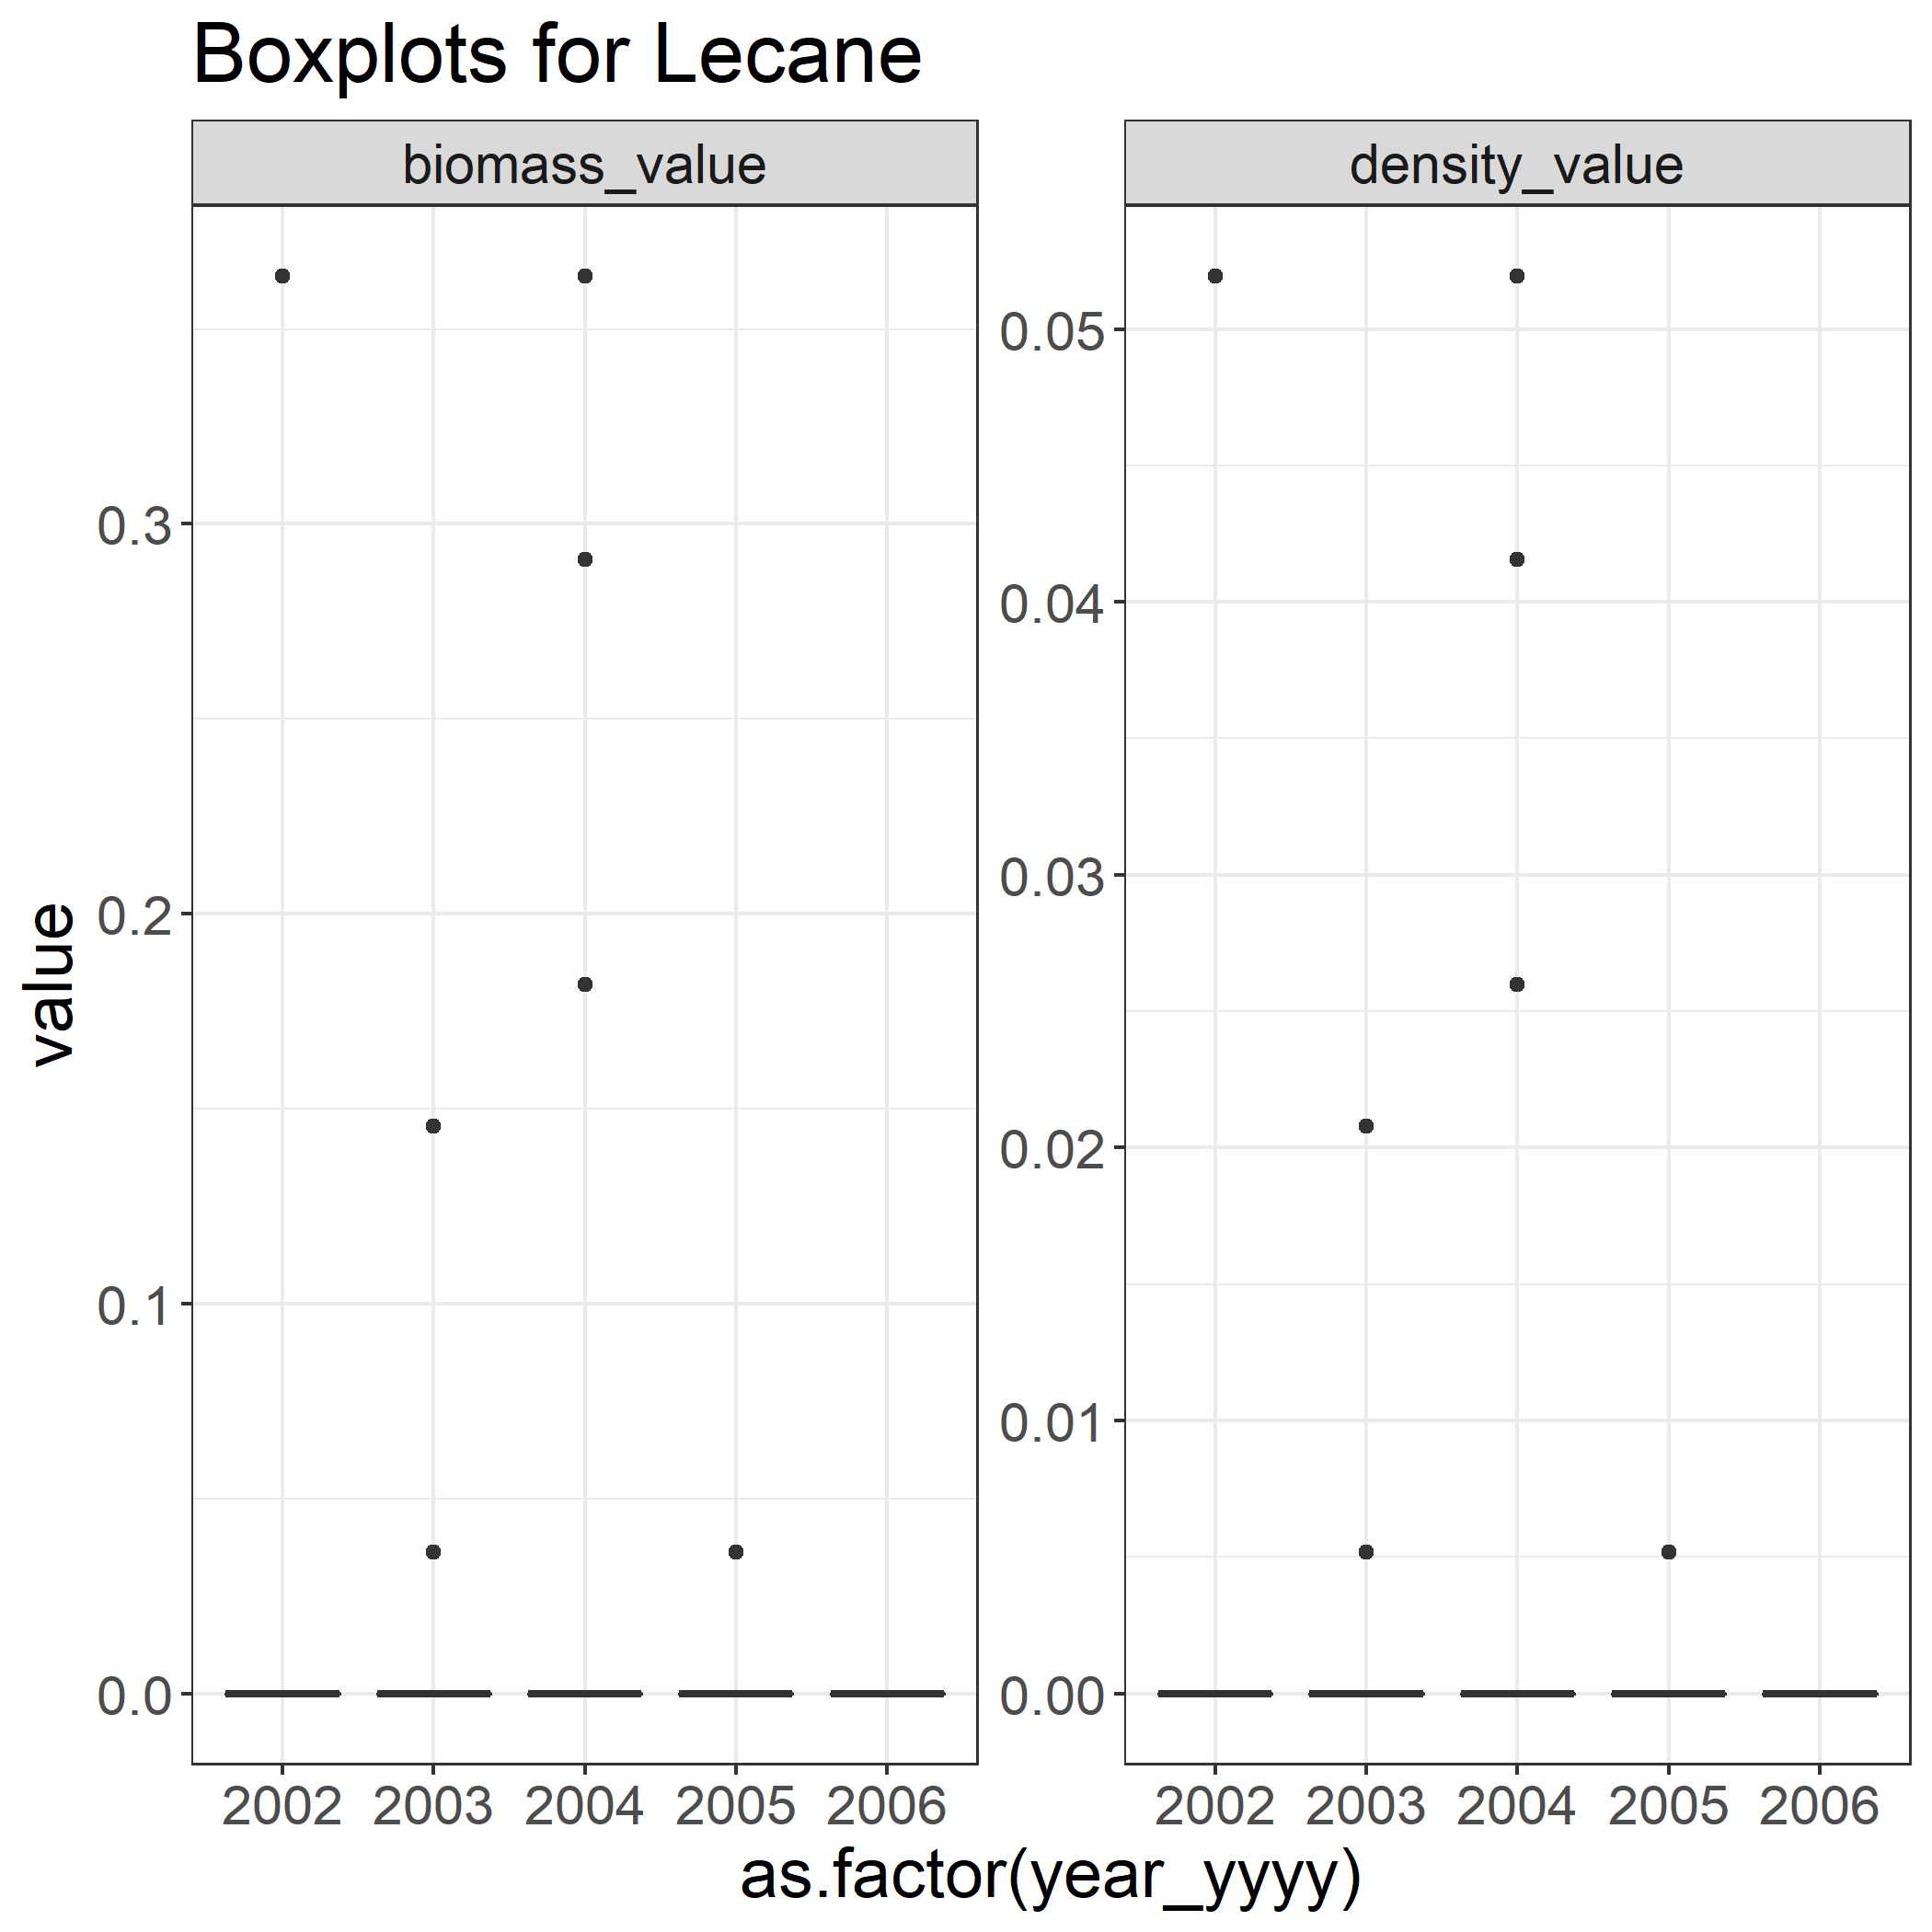 Boxplots for Lecane
biomass_value
density_value
value
0.3
0.2
0.1
0.0
0.05
0.04
0.03
0.02
0.01
0.00
2002 2003 2004 2005 2006
2002 2003 2004 2005 2006
as.factor(year_yyyy)